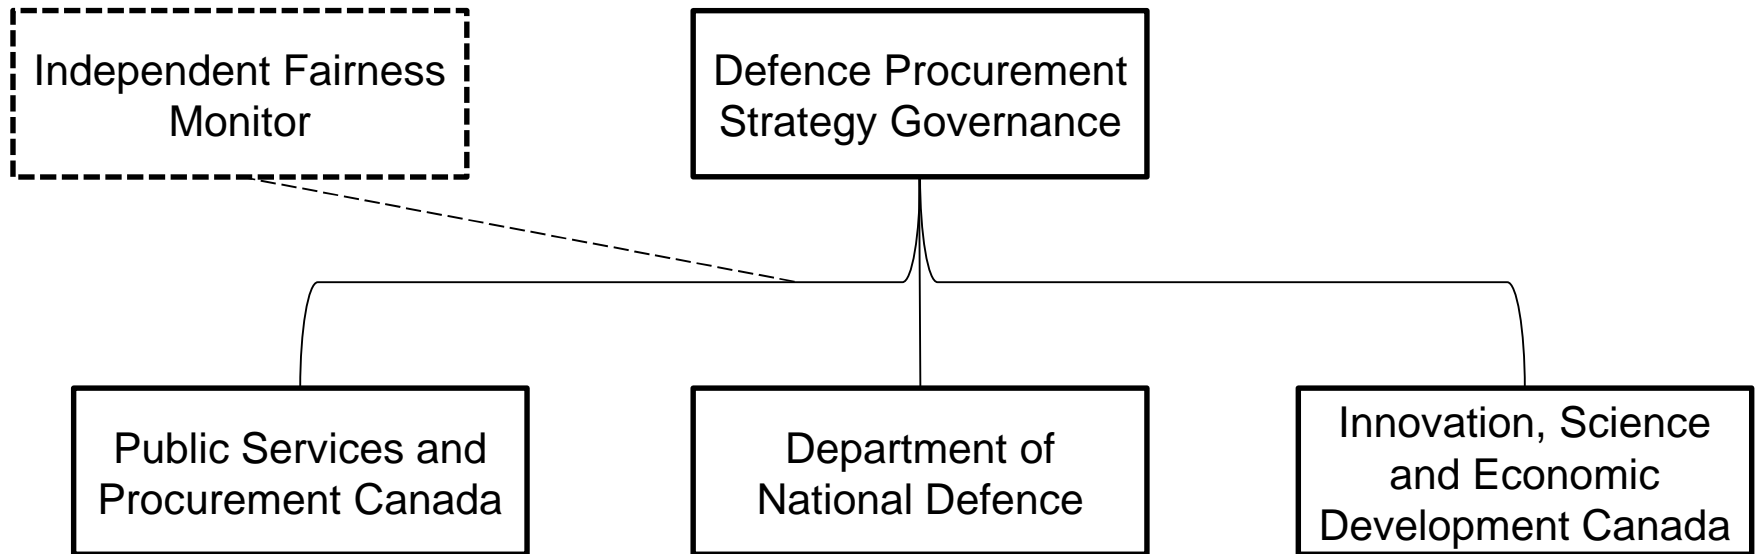 Independent Fairness
Monitor
Defence Procurement
Strategy Governance
Public Services and
Procurement Canada
Department of
National Defence
Innovation, Science
and Economic
Development Canada